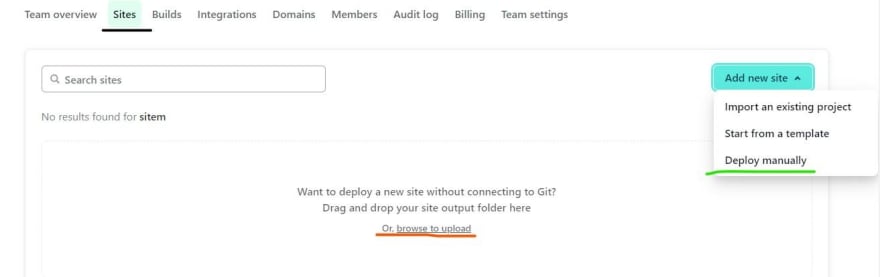 Team overview Sites Builds Integrations Domains Members Audit log Billing Team settings
Search sites
Add new site
No results found for sitem
Import an existing project
Start from a template
Deploy manually
Want to deploy a new site without connecting to Git?
Drag and drop your site output folder here
Or, browse to upload